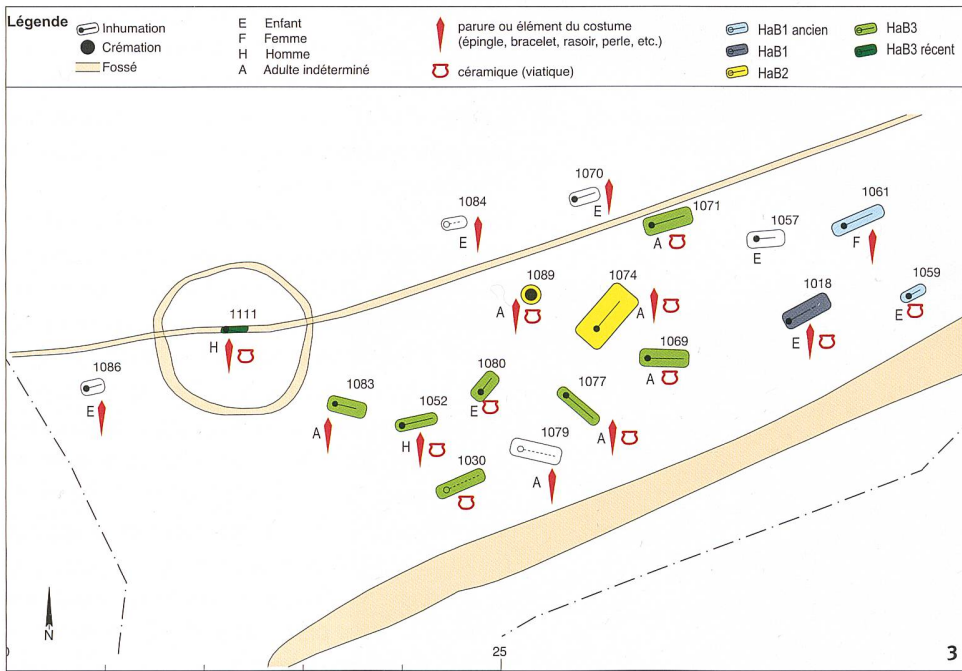 Légende
Inhumation
Crémation
Fossé
E Enfant
F Femme
H Homme
A Adulte indéterminé
parure ou élément du costume
(épingle, bracelet, rasoir, perle, etc.)
céramique (viatique)
HaB1 ancien
HaB1
HaB2
HaB3
HaB3 récent
1070
E
1084
E
1071
A
1061
F
1057
E
1089
A
1074
A
1018
E
1059
E
1111
H
1069
A
1086
E
1083
A
1052
H
1080
E
1077
A
1079
A
1030
N
0
25
3